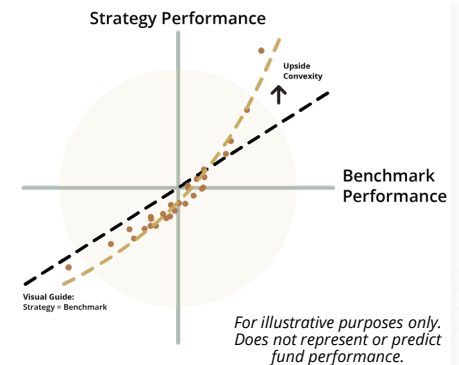 Strategy Performance
Upside
Convexity
Benchmark
Performance
Visual Guide:
Strategy = Benchmark
For illustrative purposes only.
Does not represent or predict
fund performance.